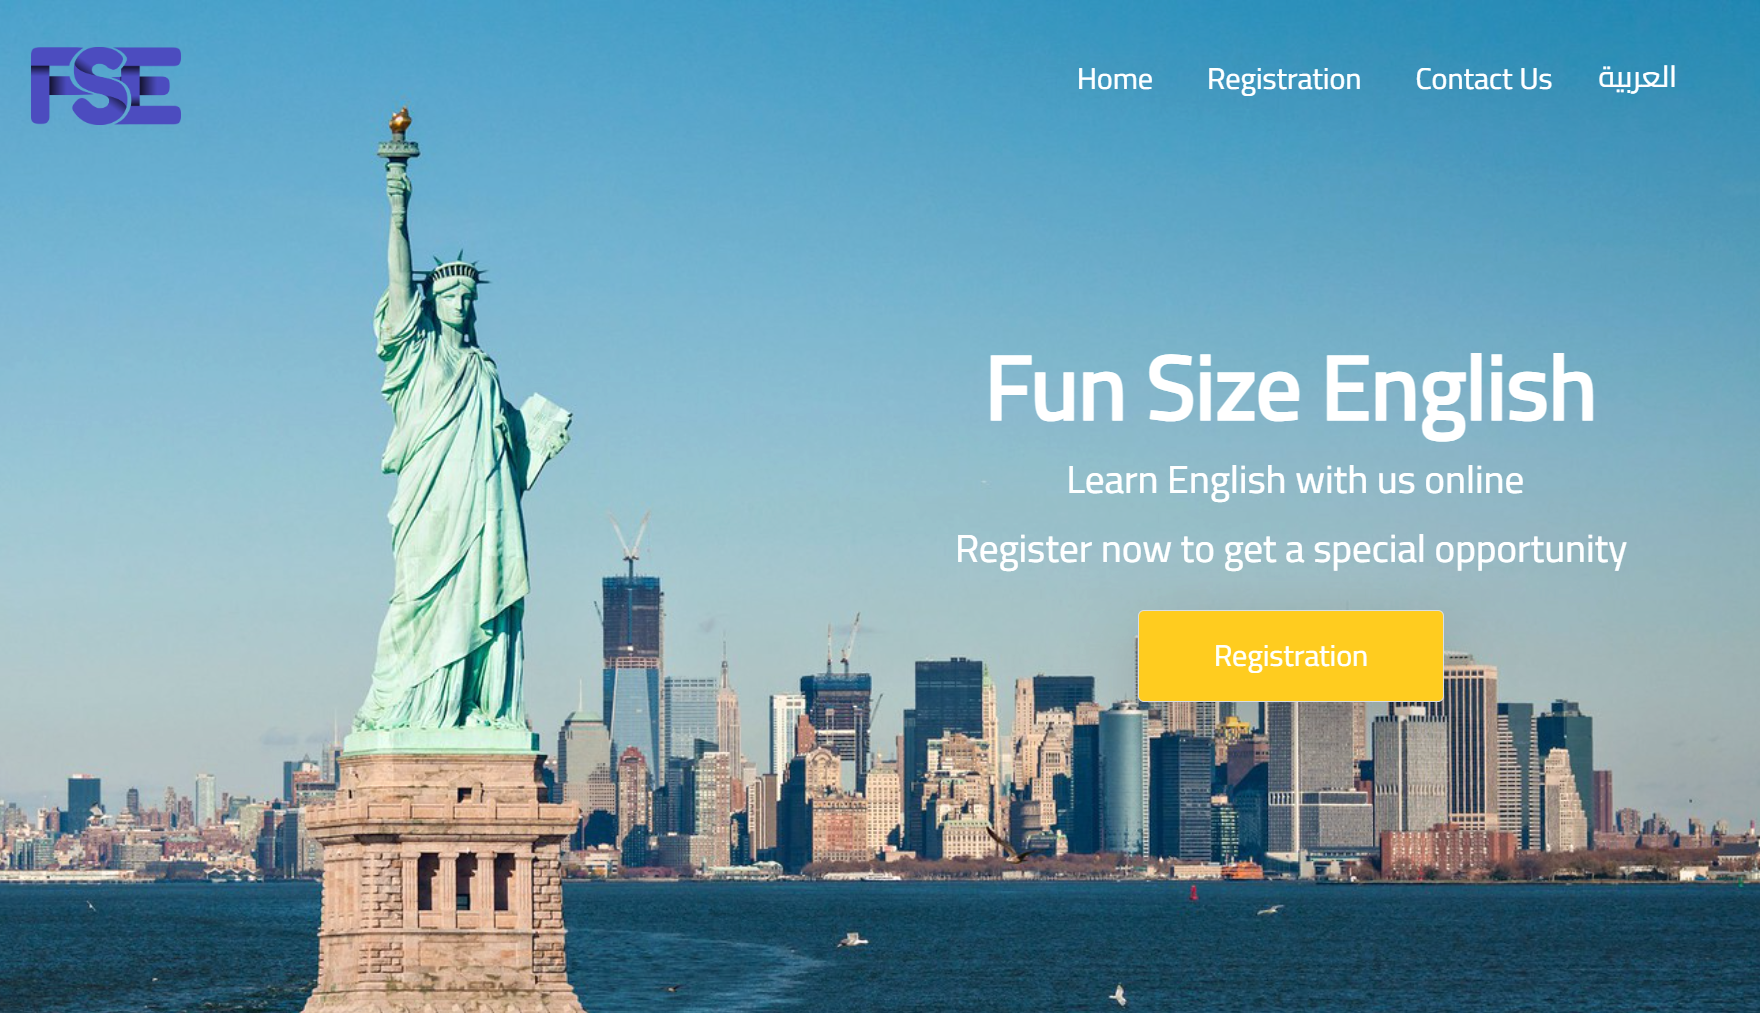 FSE
Home Registration Contact Us العربية
Fun Size English
Learn English with us online
Register now to get a special opportunity
Registration